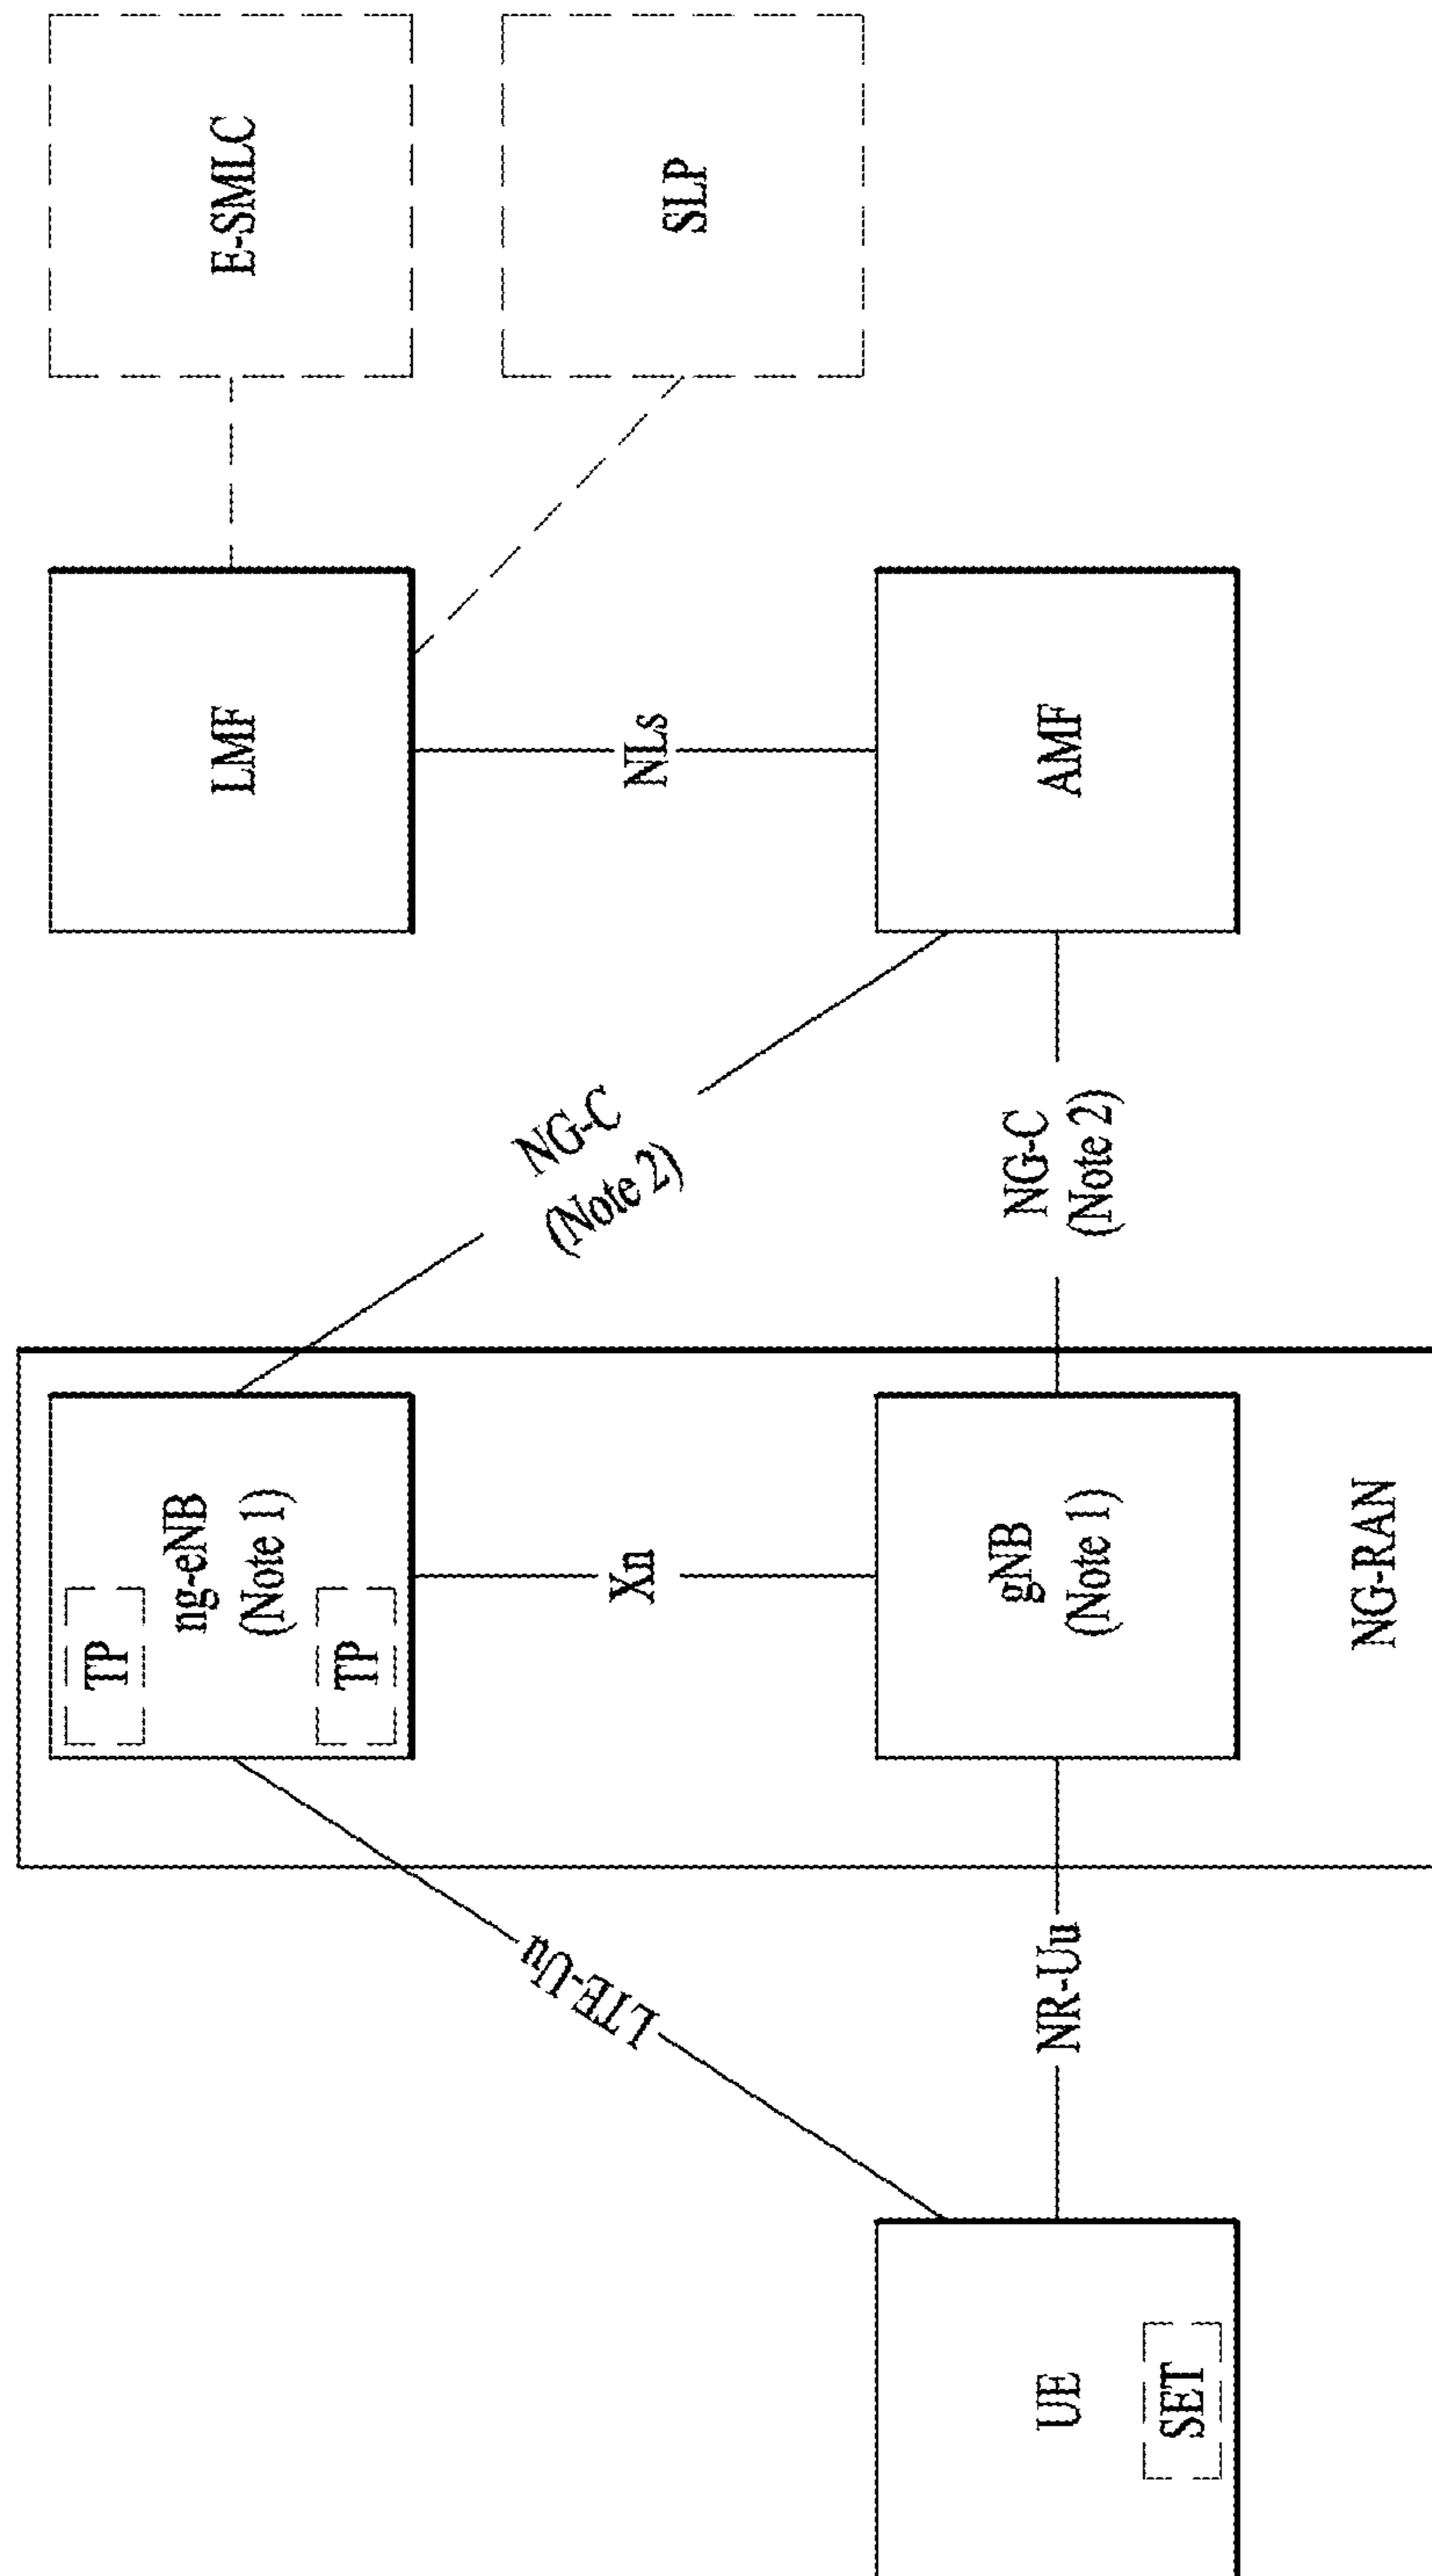 E-SMLC
SLP
LMF
NLs
AMF
NG-C
(Note 2)
NG-C
(Note 2)
TP
ng-eNB
(Note 1)
TP
Xn
gNB
(Note 1)
NG-RAN
LTE-Uu
NR-Uu
UE
SET